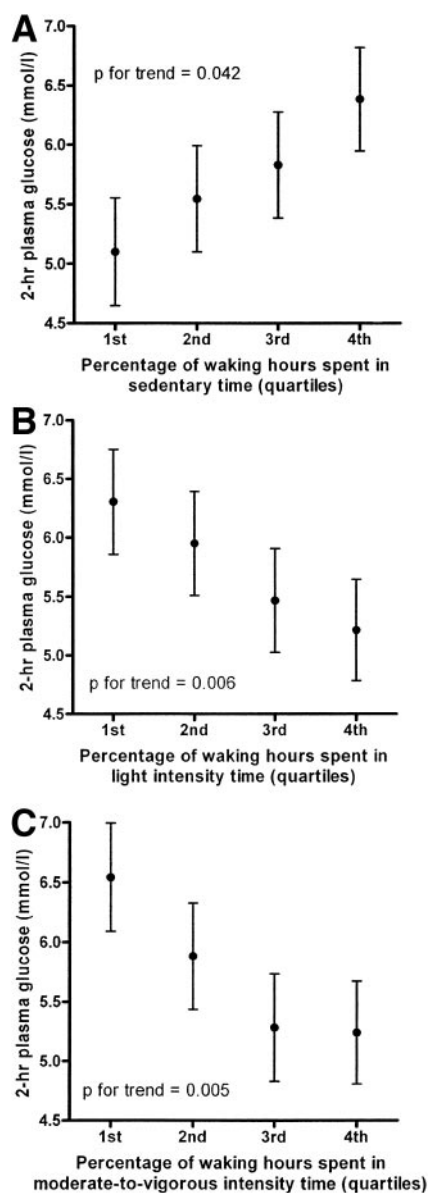 A
2-hr plasma glucose (mmol/l)
7.0
6.5
6.0
5.5
5.0
4.5
p for trend = 0.042
1st 2nd 3rd 4th
Percentage of waking hours spent in
sedentary time (quartiles)
B
2-hr plasma glucose (mmol/l)
7.0
6.5
6.0
5.5
5.0
4.5
p for trend = 0.006
1st 2nd 3rd 4th
Percentage of waking hours spent in
light intensity time (quartiles)
C
2-hr plasma glucose (mmol/l)
7.0
6.5
6.0
5.5
5.0
4.5
p for trend = 0.005
1st 2nd 3rd 4th
Percentage of waking hours spent in
moderate-to-vigorous intensity time (quartiles)